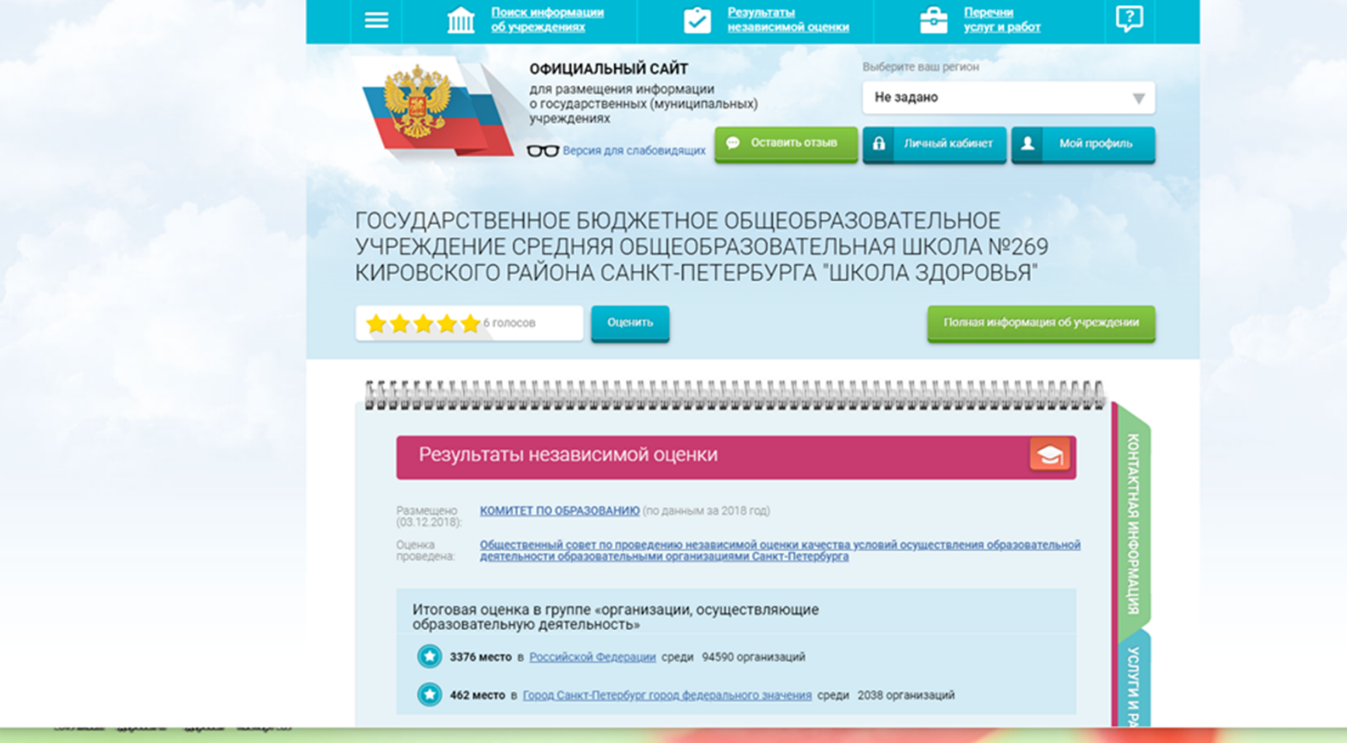 Поиск информации
об учреждениях
Результаты
независимой оценки
Перечни
услуг и работ
?
ОФИЦИАЛЬНЫЙ САЙТ
для размещения информации
о государственных (муниципальных)
учреждениях
Версия для слабовидящих
Выберите ваш регион
Не задано
Оставить отзыв
Личный кабинет
Мой профиль
ГОСУДАРСТВЕННОЕ БЮДЖЕТНОЕ ОБЩЕОБРАЗОВАТЕЛЬНОЕ
УЧРЕЖДЕНИЕ СРЕДНЯЯ ОБЩЕОБРАЗОВАТЕЛЬНАЯ ШКОЛА №269
КИРОВСКОГО РАЙОНА САНКТ-ПЕТЕРБУРГА "ШКОЛА ЗДОРОВЬЯ"
6 голосов
Оценить
Полная информация об учреждении
Результаты независимой оценки
Размещено
(03.12.2018):
КОМИТЕТ ПО ОБРАЗОВАНИЮ (по данным за 2018 год)
Оценка
проведена:
Общественный совет по проведению независимой оценки качества условий осуществления образовательной
деятельности образовательными организациями Санкт-Петербурга
Итоговая оценка в группе «организации, осуществляющие
образовательную деятельность»
3376 место в Российской Федерации среди 94590 организаций
462 место в Город Санкт-Петербург город федерального значения среди 2038 организаций
КОНТАКТНАЯ ИНФОРМАЦИЯ
УСЛУГИ И РА